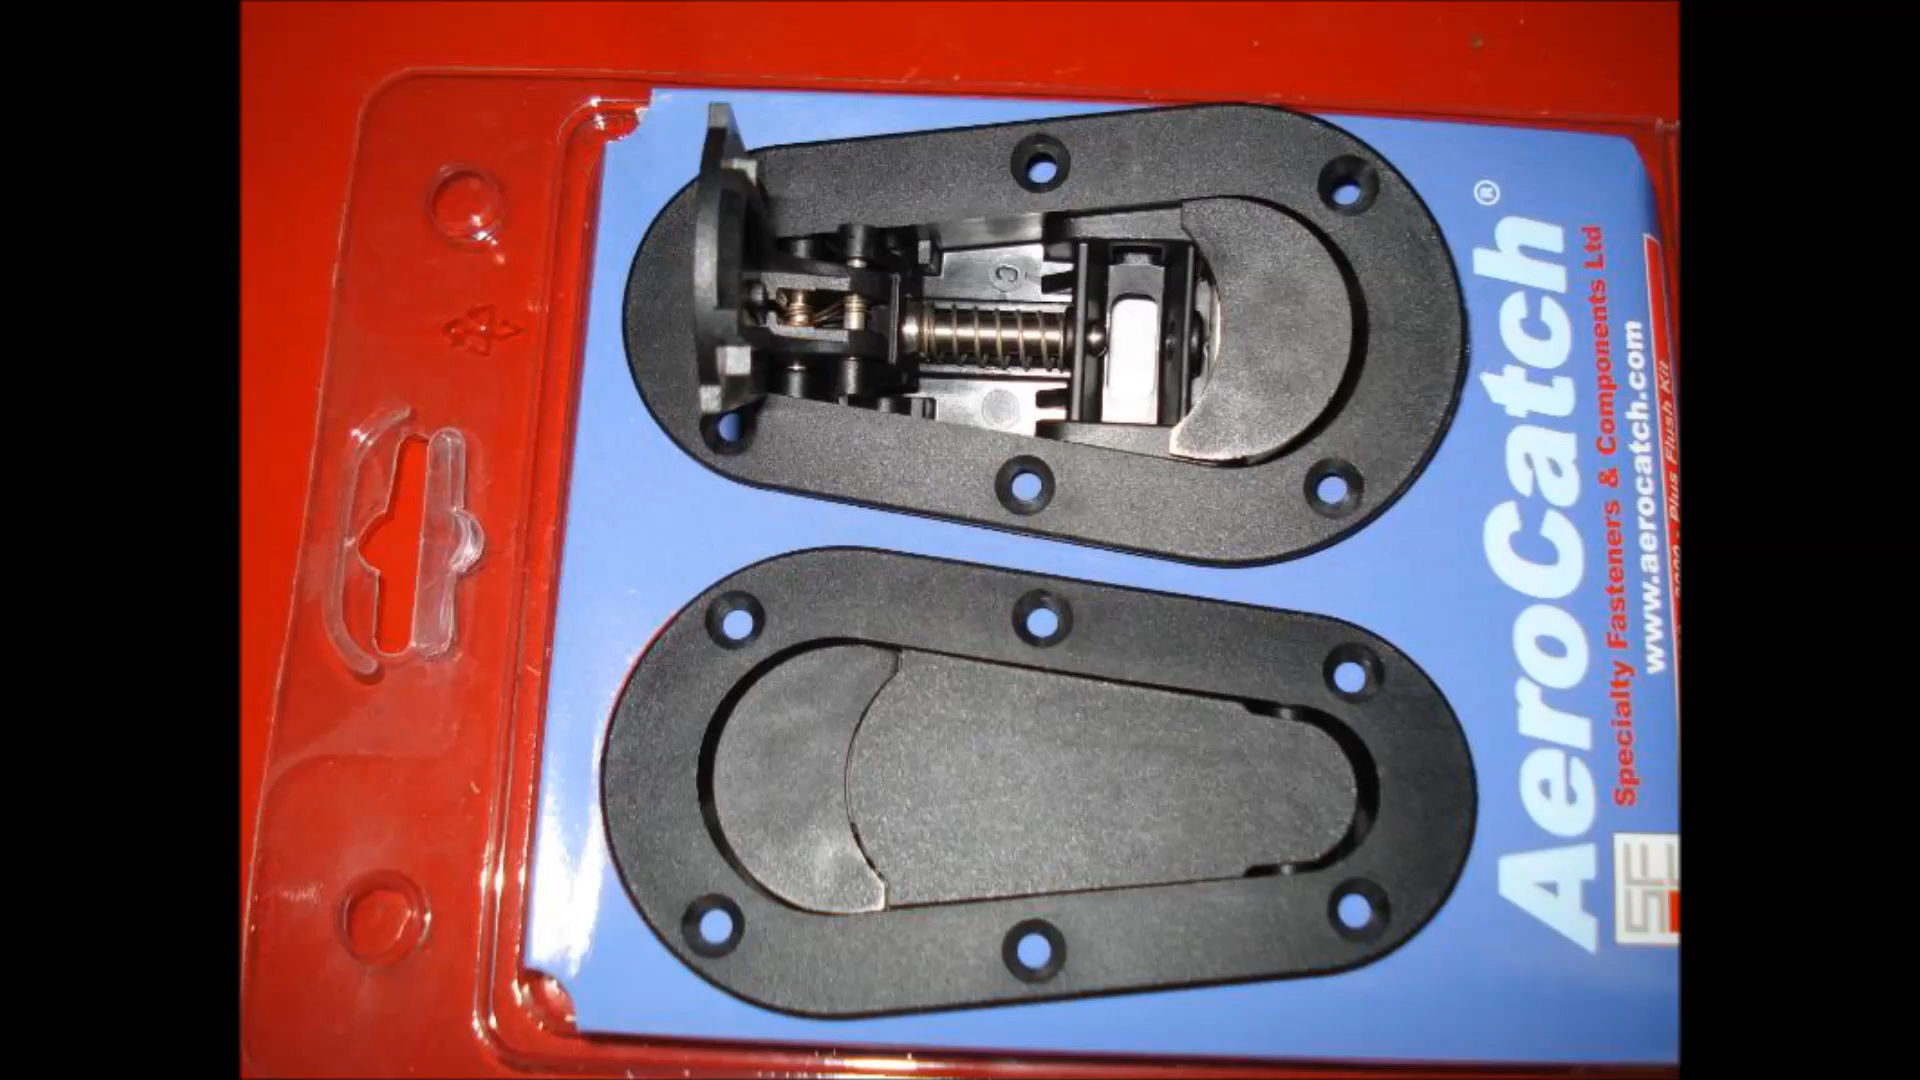 AeroCatch®
Specialty Fasteners & Components Ltd
www.aerocatch.com
Plus Flush Kit